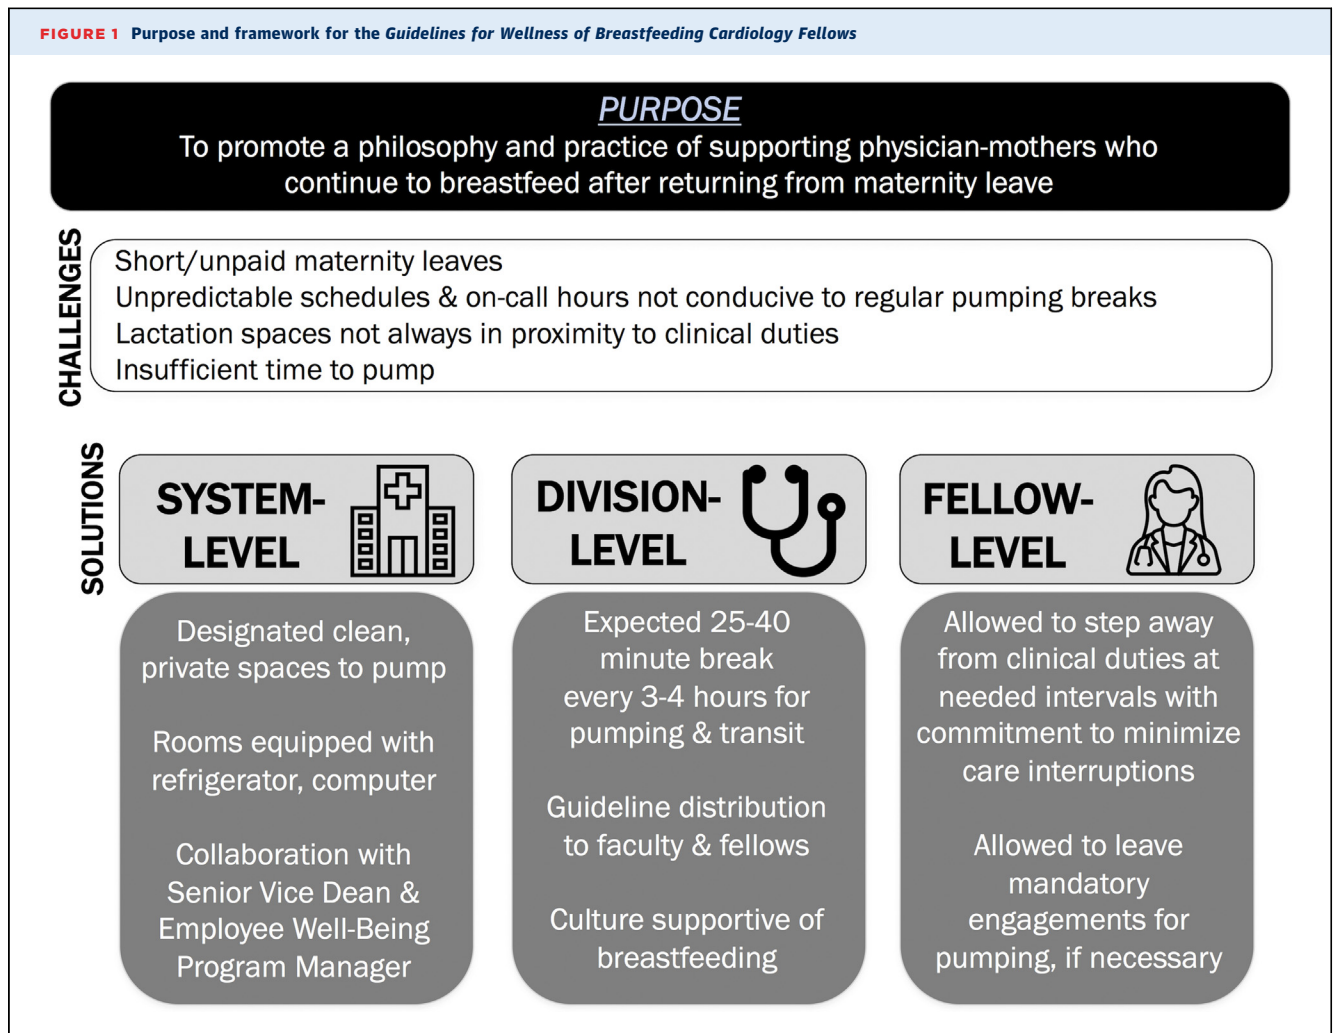 FIGURE 1 Purpose and framework for the Guidelines for Wellness of Breastfeeding Cardiology Fellows
PURPOSE
To promote a philosophy and practice of supporting physician-mothers who
continue to breastfeed after returning from maternity leave
CHALLENGES
Short/unpaid maternity leaves
Unpredictable schedules & on-call hours not conducive to regular pumping breaks
Lactation spaces not always in proximity to clinical duties
Insufficient time to pump
SOLUTIONS
SYSTEM-
LEVEL
Designated clean,
private spaces to pump
Rooms equipped with
refrigerator, computer
Collaboration with
Senior Vice Dean &
Employee Well-Being
Program Manager
DIVISION-
LEVEL
Expected 25-40
minute break
every 3-4 hours for
pumping & transit
Guideline distribution
to faculty & fellows
Culture supportive of
breastfeeding
FELLOW-
LEVEL
Allowed to step away
from clinical duties at
needed intervals with
commitment to minimize
care interruptions
Allowed to leave
mandatory
engagements for
pumping, if necessary